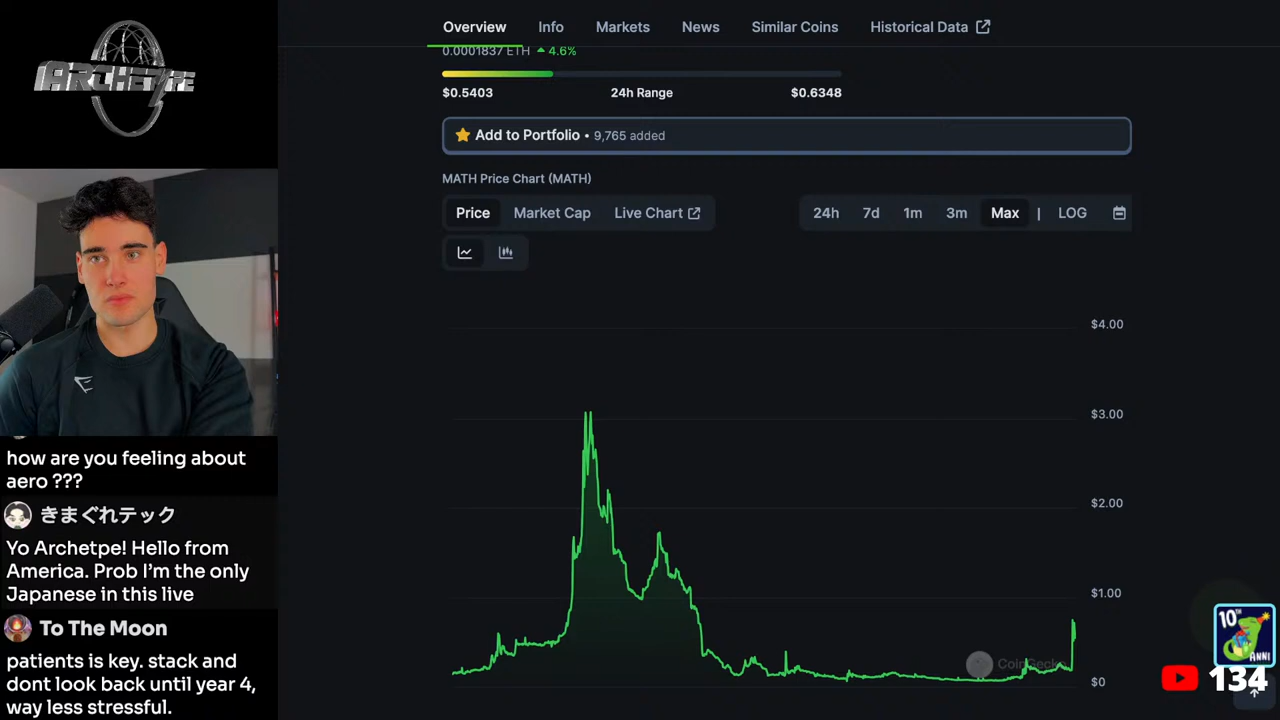 ARCHETYPE
Overview Info Markets News Similar Coins Historical Data
0.0001837 ETH ▲ 4.6%
$0.5403 24h Range $0.6348
Add to Portfolio • 9,765 added
MATH Price Chart (MATH)
Price Market Cap Live Chart
24h 7d 1m 3m Max | LOG
$4.00
$3.00
$2.00
$1.00
$0
CoinGecko
how are you feeling about
aero ???
きまぐれテック
Yo Archetpe! Hello from
America. Prob I'm the only
Japanese in this live
To The Moon
patients is key. stack and
dont look back until year 4,
way less stressful.
10TH
ANNI
134